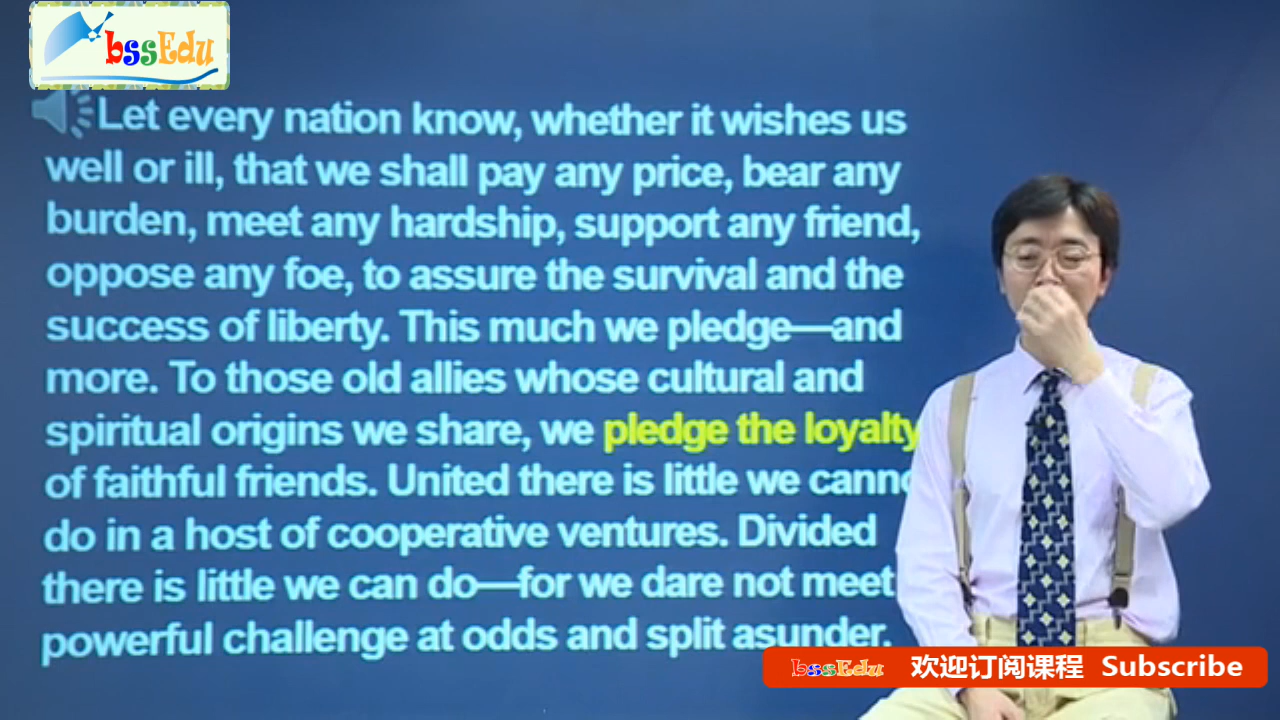 bssEdu
Let every nation know, whether it wishes us
well or ill, that we shall pay any price, bear any
burden, meet any hardship, support any friend,
oppose any foe, to assure the survival and the
success of liberty. This much we pledge—and
more. To those old allies whose cultural and
spiritual origins we share, we pledge the loyalty
of faithful friends. United there is little we canno
do in a host of cooperative ventures. Divided
there is little we can do—for we dare not meet
powerful challenge at odds and split asunder.
bssEdu 欢迎订阅课程 Subscribe